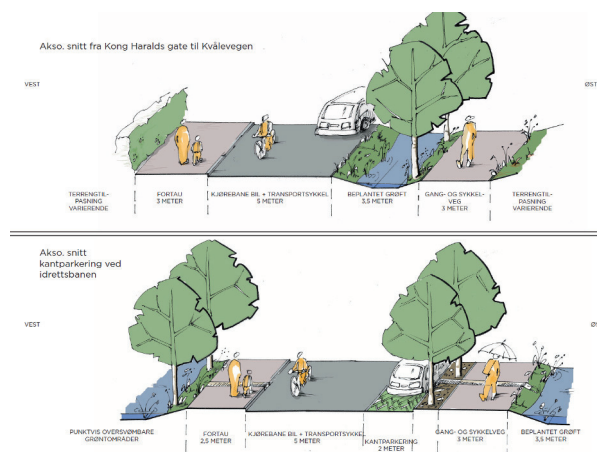 Akso. snitt fra Kong Haralds gate til Kvålevegen
VEST
ØST
TERRENGTIL-
PASNING
VARIERENDE
FORTAU
3 METER
KJØREBANE BIL + TRANSPORTSYKKEL
5 METER
BEPLANTET GRØFT
3,5 METER
GANG- OG SYKKEL-
VEG
3 METER
TERRENGTIL-
PASNING
VARIERENDE
Akso. snitt
kantparkering ved
idrettsbanen
VEST
ØS
PUNKTVIS OVERSVØMBARE
GRØNTOMRÅDER
FORTAU
2,5 METER
KJØREBANE BIL + TRANSPORTSYKKEL
5 METER
KANTPARKERING
2 METER
GANG- OG SYKKELVEG
3 METER
BEPLANTET GRØFT
3,5 METER